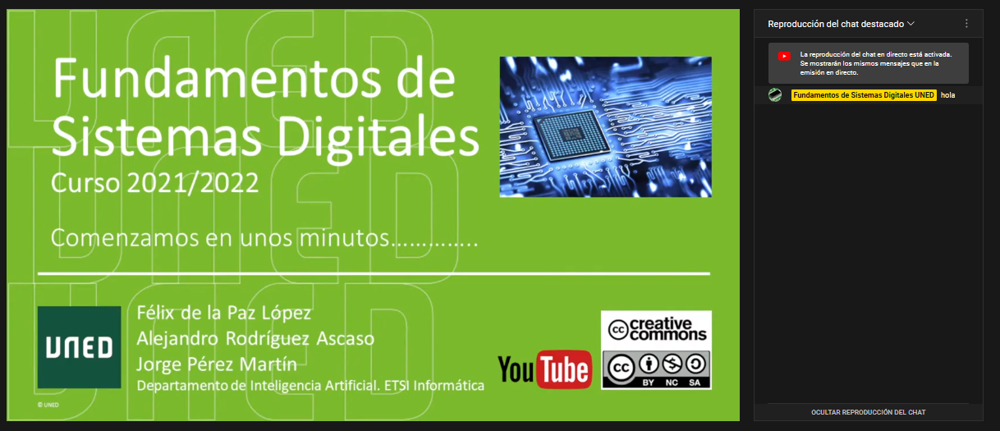 Fundamentos de
Sistemas Digitales
Curso 2021/2022
Comenzamos en unos minutos.............
UNED
Félix de la Paz López
Alejandro Rodríguez Ascaso
Jorge Pérez Martín
Departamento de Inteligencia Artificial. ETSI Informática
© UNED
YouTube
cc creative
commons
cc
BY NC SA
Reproducción del chat destacado
La reproducción del chat en directo está activada.
Se mostrarán los mismos mensajes que en la
emisión en directo.
Fundamentos de Sistemas Digitales UNED hola
OCULTAR REPRODUCCIÓN DEL CHAT